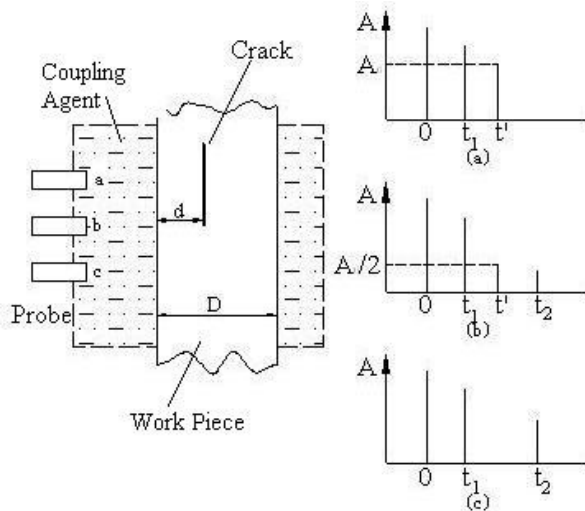 Crack
Coupling
Agent
a
b
c
d
D
Probe
Work Piece
A
A
0 t1 t'
(a)
A
A/2
0 t1 t' t2
(b)
A
0 t1 t2
(c)